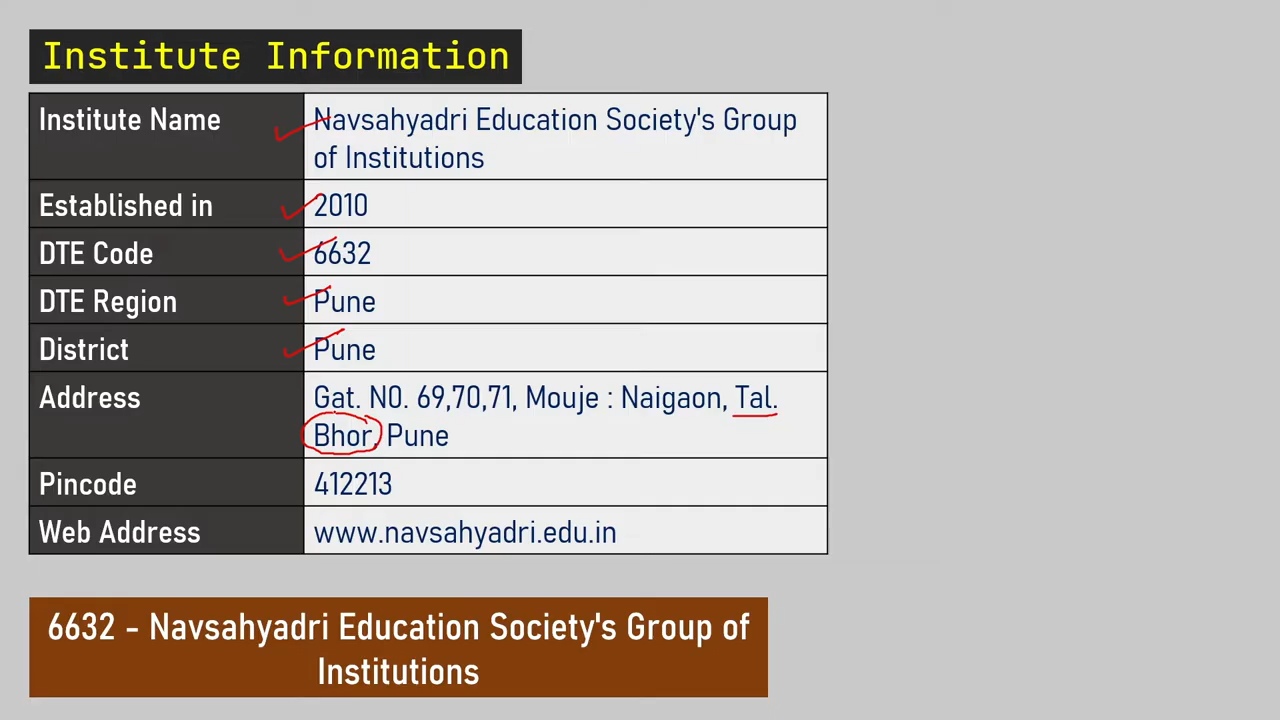 Institute Information
Institute Name
Navsahyadri Education Society's Group
of Institutions
Established in
2010
DTE Code
6632
DTE Region
Pune
District
Pune
Address
Gat. N0. 69,70,71, Mouje : Naigaon, Tal.
Bhor, Pune
Pincode
412213
Web Address
www.navsahyadri.edu.in
6632 - Navsahyadri Education Society's Group of
Institutions